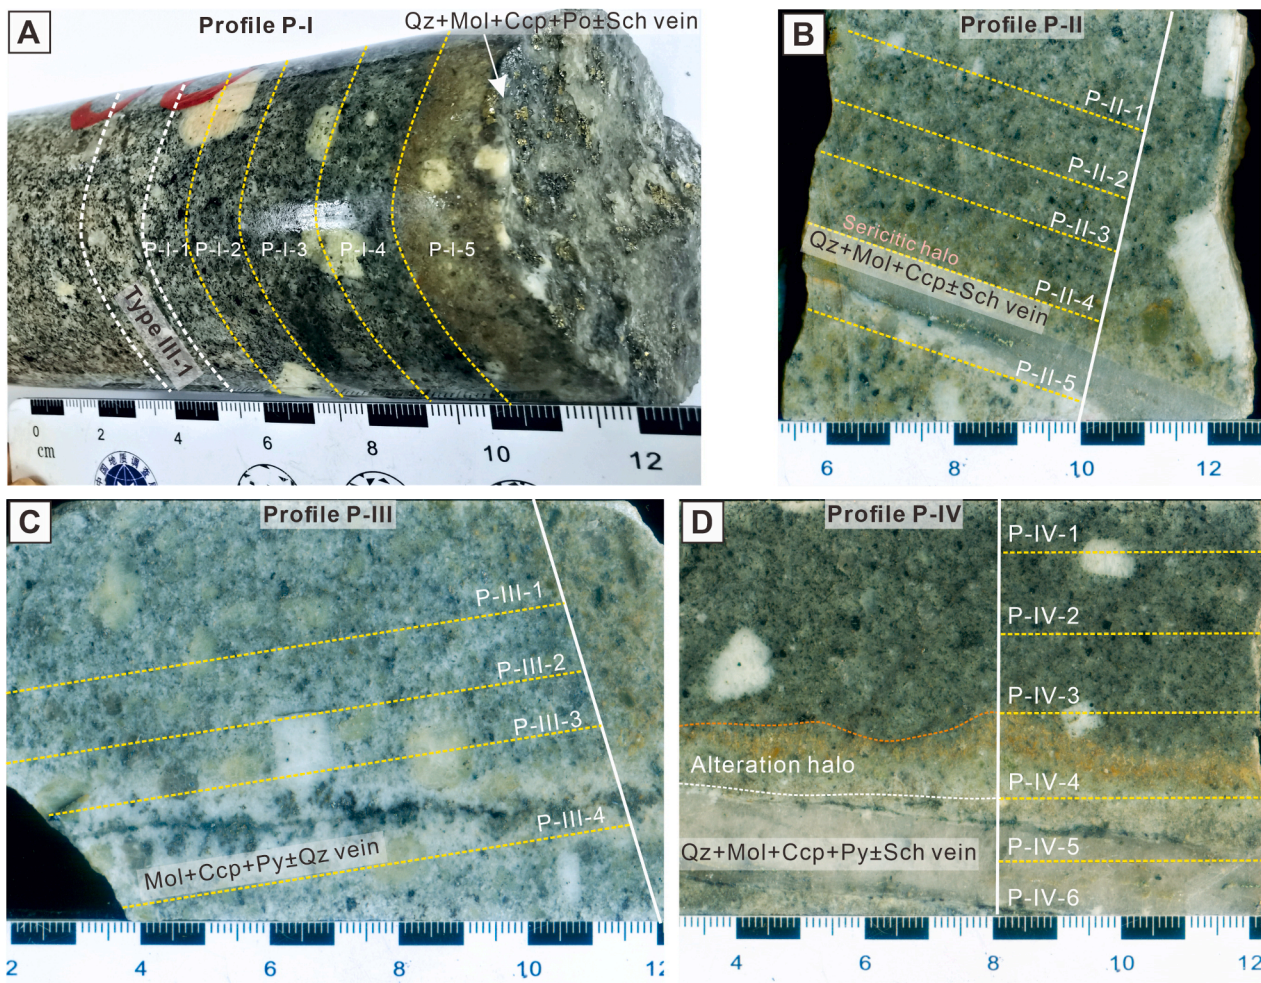 A
Profile P-I
Qz+Mol+Ccp+Po±Sch vein
P-I-1
P-I-2
P-I-3
P-I-4
P-I-5
Type III-1
0
2
4
6
8
10
12
cm
B
Profile P-II
P-II-1
P-II-2
P-II-3
Sericitic halo
Qz+Mol+Ccp±Sch vein
P-II-4
P-II-5
6
8
10
12
C
Profile P-III
P-III-1
P-III-2
P-III-3
P-III-4
Mol+Ccp+Py±Qz vein
2
4
6
8
10
12
D
Profile P-IV
P-IV-1
P-IV-2
P-IV-3
Alteration halo
P-IV-4
Qz+Mol+Ccp+Py±Sch vein
P-IV-5
P-IV-6
4
6
8
10
12